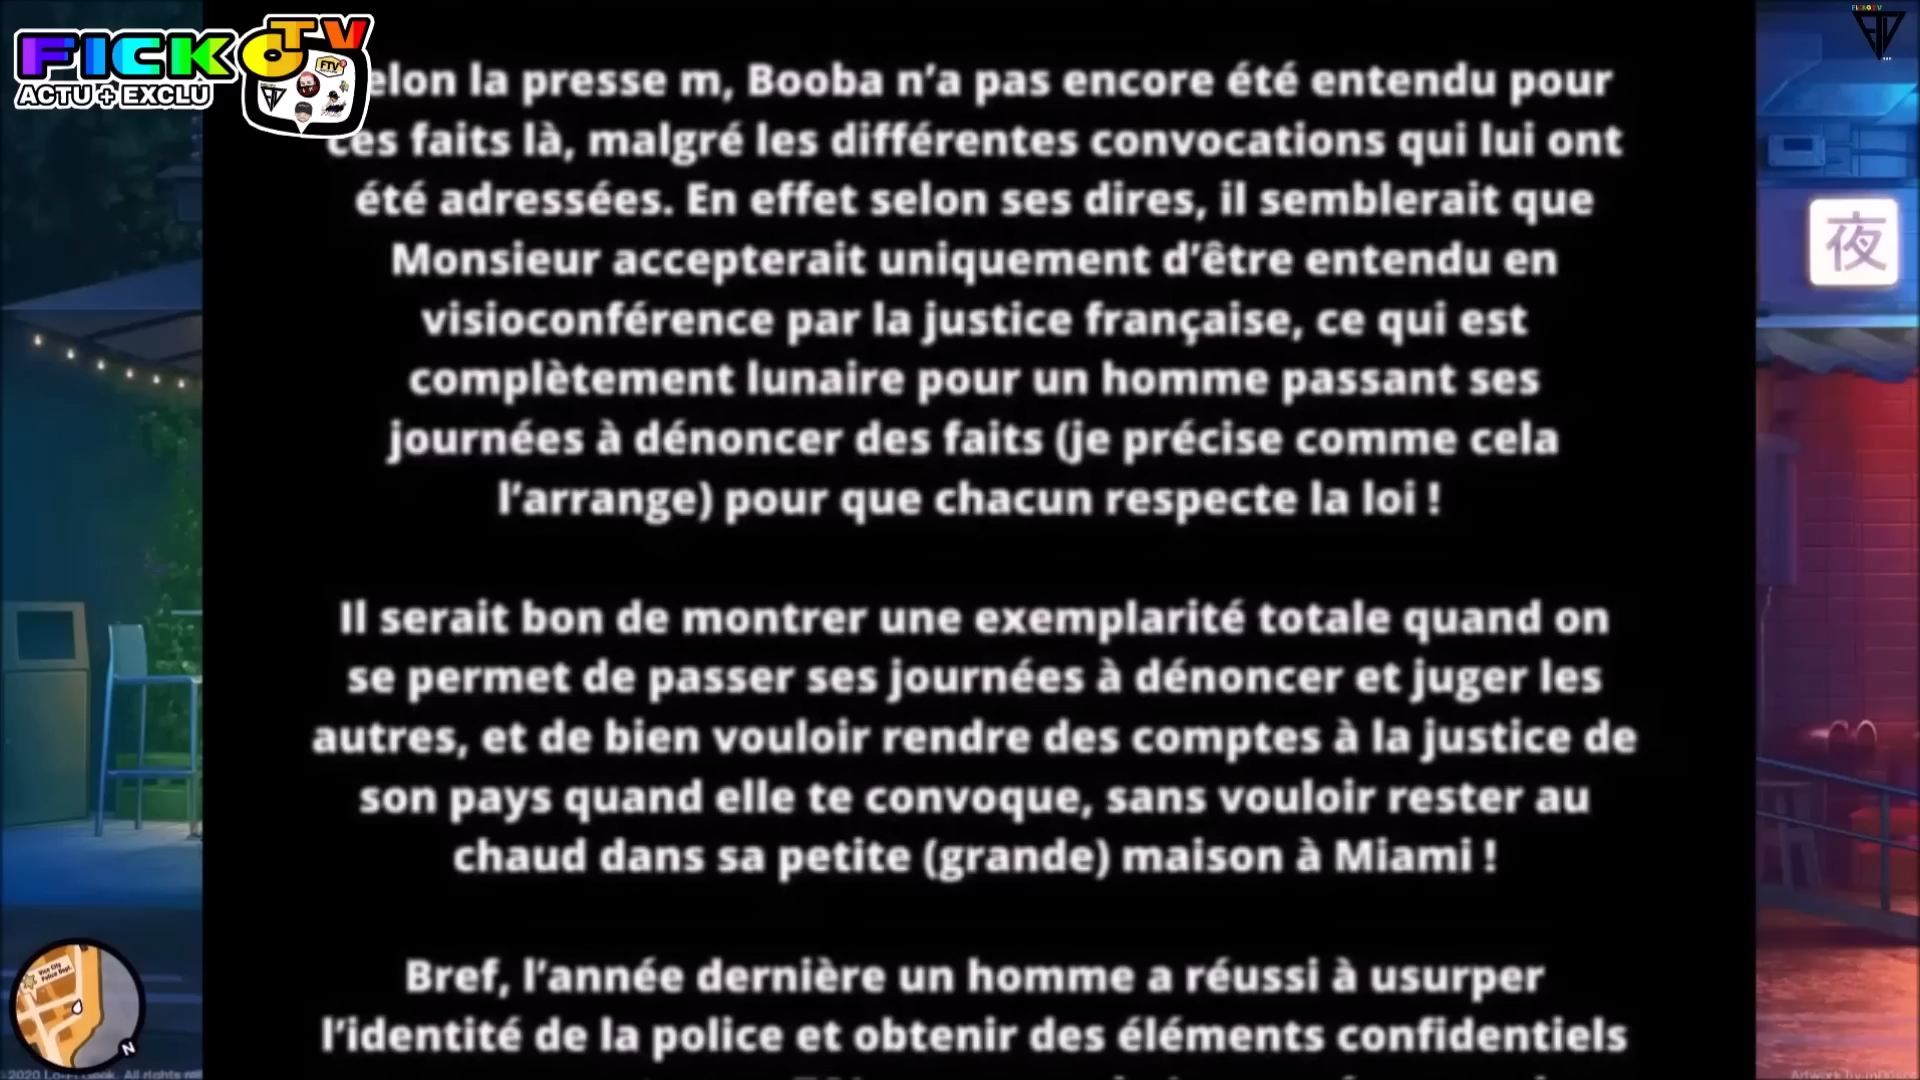 FICKO TV
ACTU + EXCLU
FTV
elon la presse m, Booba n’a pas encore été entendu pour
ces faits là, malgré les différentes convocations qui lui ont
été adressées. En effet selon ses dires, il semblerait que
Monsieur accepterait uniquement d’être entendu en
visioconférence par la justice française, ce qui est
complètement lunaire pour un homme passant ses
journées à dénoncer des faits (je précise comme cela
l’arrange) pour que chacun respecte la loi !
Il serait bon de montrer une exemplarité totale quand on
se permet de passer ses journées à dénoncer et juger les
autres, et de bien vouloir rendre des comptes à la justice de
son pays quand elle te convoque, sans vouloir rester au
chaud dans sa petite (grande) maison à Miami !
Bref, l’année dernière un homme a réussi à usurper
l’identité de la police et obtenir des éléments confidentiels
夜
Vice City
Police Dept.
N